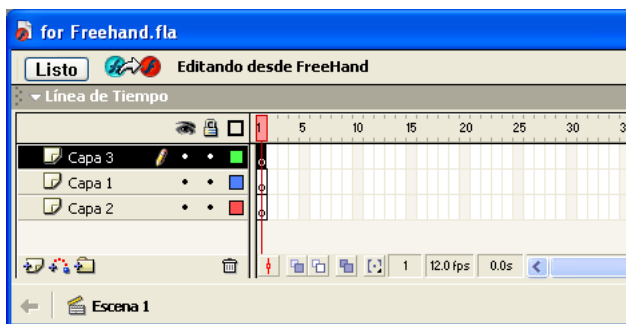 for Freehand.fla
Listo Editando desde FreeHand
Línea de Tiempo
1 5 10 15 20 25 30 3
Capa 3
Capa 1
Capa 2
1 12.0 fps 0.0s
Escena 1